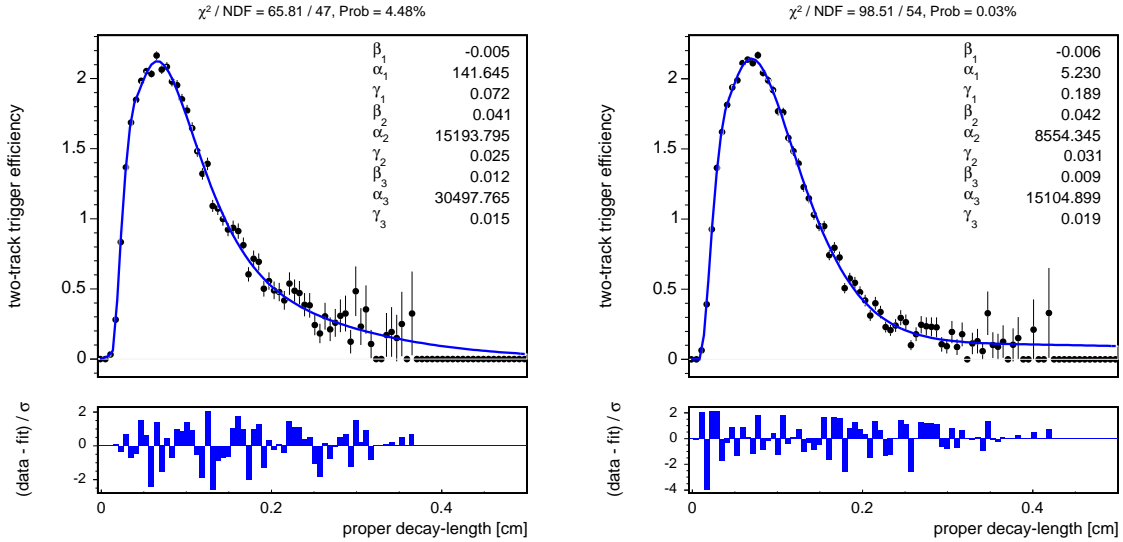 χ² / NDF = 65.81 / 47, Prob = 4.48%
two-track trigger efficiency
2
1.5
1
0.5
0
β₁ -0.005
α₁ 141.645
γ₁ 0.072
β₂ 0.041
α₂ 15193.795
γ₂ 0.025
β₃ 0.012
α₃ 30497.765
γ₃ 0.015
(data - fit) / σ
2
0
-2
0 0.2 0.4
proper decay-length [cm]
χ² / NDF = 98.51 / 54, Prob = 0.03%
two-track trigger efficiency
2
1.5
1
0.5
0
β₁ -0.006
α₁ 5.230
γ₁ 0.189
β₂ 0.042
α₂ 8554.345
γ₂ 0.031
β₃ 0.009
α₃ 15104.899
γ₃ 0.019
(data - fit) / σ
2
0
-2
-4
0 0.2 0.4
proper decay-length [cm]